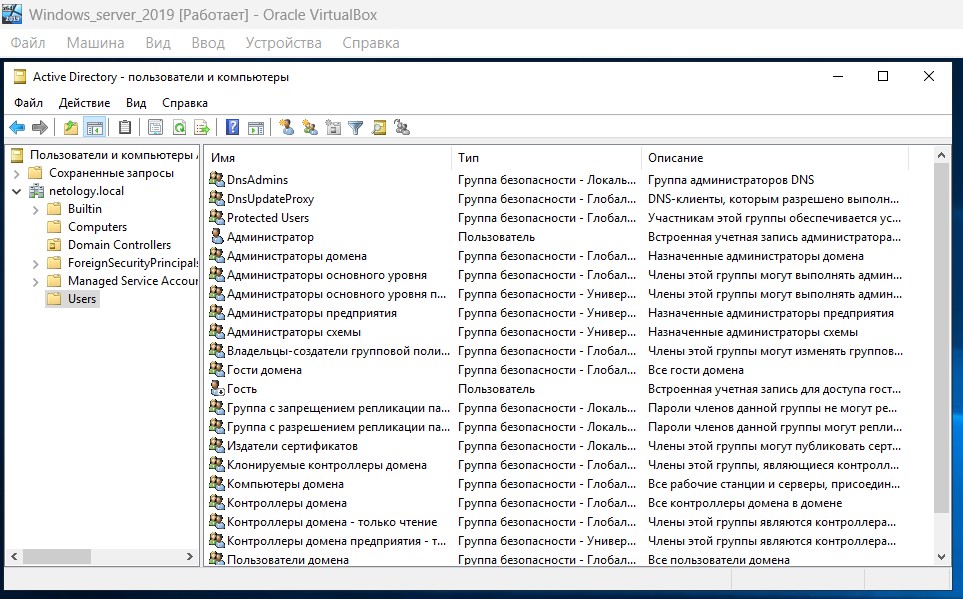 Windows_server_2019 [Работает] - Oracle VirtualBox
Файл Машина Вид Ввод Устройства Справка
Active Directory - пользователи и компьютеры
Файл Действие Вид Справка
Пользователи и компьютеры
Сохраненные запросы
netology.local
Builtin
Computers
Domain Controllers
ForeignSecurityPrincipals
Managed Service Accour
Users
Имя Тип Описание
DnsAdmins Группа безопасности - Локаль... Группа администраторов DNS
DnsUpdateProxy Группа безопасности - Глобал... DNS-клиенты, которым разрешено выполн...
Protected Users Группа безопасности - Глобал... Участникам этой группы обеспечивается ус...
Администратор Пользователь Встроенная учетная запись администратора...
Администраторы домена Группа безопасности - Глобал... Назначенные администраторы домена
Администраторы основного уровня Группа безопасности - Глобал... Члены этой группы могут выполнять админ...
Администраторы основного уровня п... Группа безопасности - Универ... Члены этой группы могут выполнять админ...
Администраторы предприятия Группа безопасности - Универ... Назначенные администраторы предприятия
Администраторы схемы Группа безопасности - Универ... Назначенные администраторы схемы
Владельцы-создатели групповой поли... Группа безопасности - Глобал... Члены этой группы могут изменять группов...
Гости домена Группа безопасности - Глобал... Все гости домена
Гость Пользователь Встроенная учетная запись для доступа гост...
Группа с запрещением репликации па... Группа безопасности - Локаль... Пароли членов данной группы не могут ре...
Группа с разрешением репликации па... Группа безопасности - Локаль... Пароли членов данной группы могут репли...
Издатели сертификатов Группа безопасности - Локаль... Члены этой группы могут публиковать серт...
Клонируемые контроллеры домена Группа безопасности - Глобал... Члены этой группы, являющиеся контролл...
Компьютеры домена Группа безопасности - Глобал... Все рабочие станции и серверы, присоедин...
Контроллеры домена Группа безопасности - Глобал... Все контроллеры домена в домене
Контроллеры домена - только чтение Группа безопасности - Глобал... Члены этой группы являются контроллера...
Контроллеры домена предприятия - т... Группа безопасности - Универ... Члены этой группы являются контроллера...
Пользователи домена Группа безопасности - Глобал... Все пользователи домена